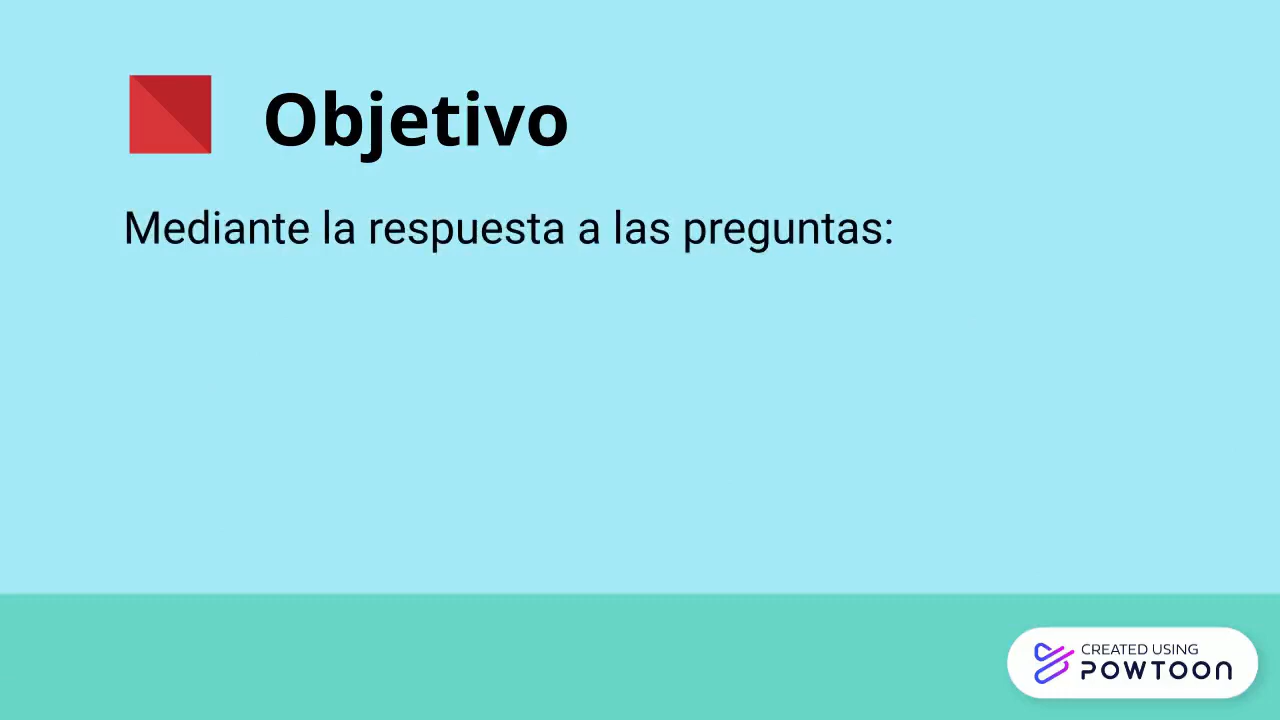 Objetivo
Mediante la respuesta a las preguntas:
CREATED USING
POWTOON